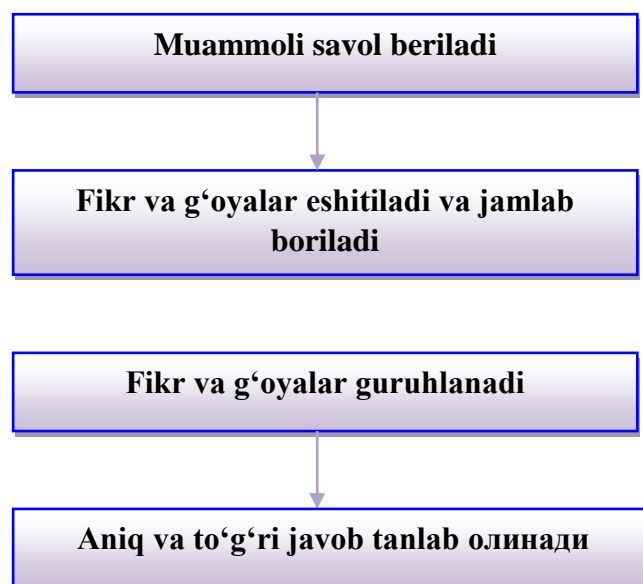 Muammoli savol beriladi
Fikr va g‘oyalar eshitiladi va jamlab
boriladi
Fikr va g‘oyalar guruhlanadi
Aniq va to‘g‘ri javob tanlab олинади